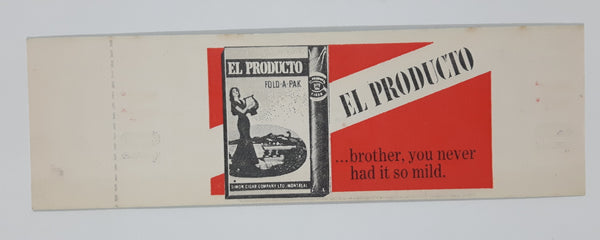 EL PRODUCTO
FOLD-A-PAK
SIMON CIGAR COMPANY LTD., MONTREAL
EL PRODUCTO
...brother, you never
had it so mild.